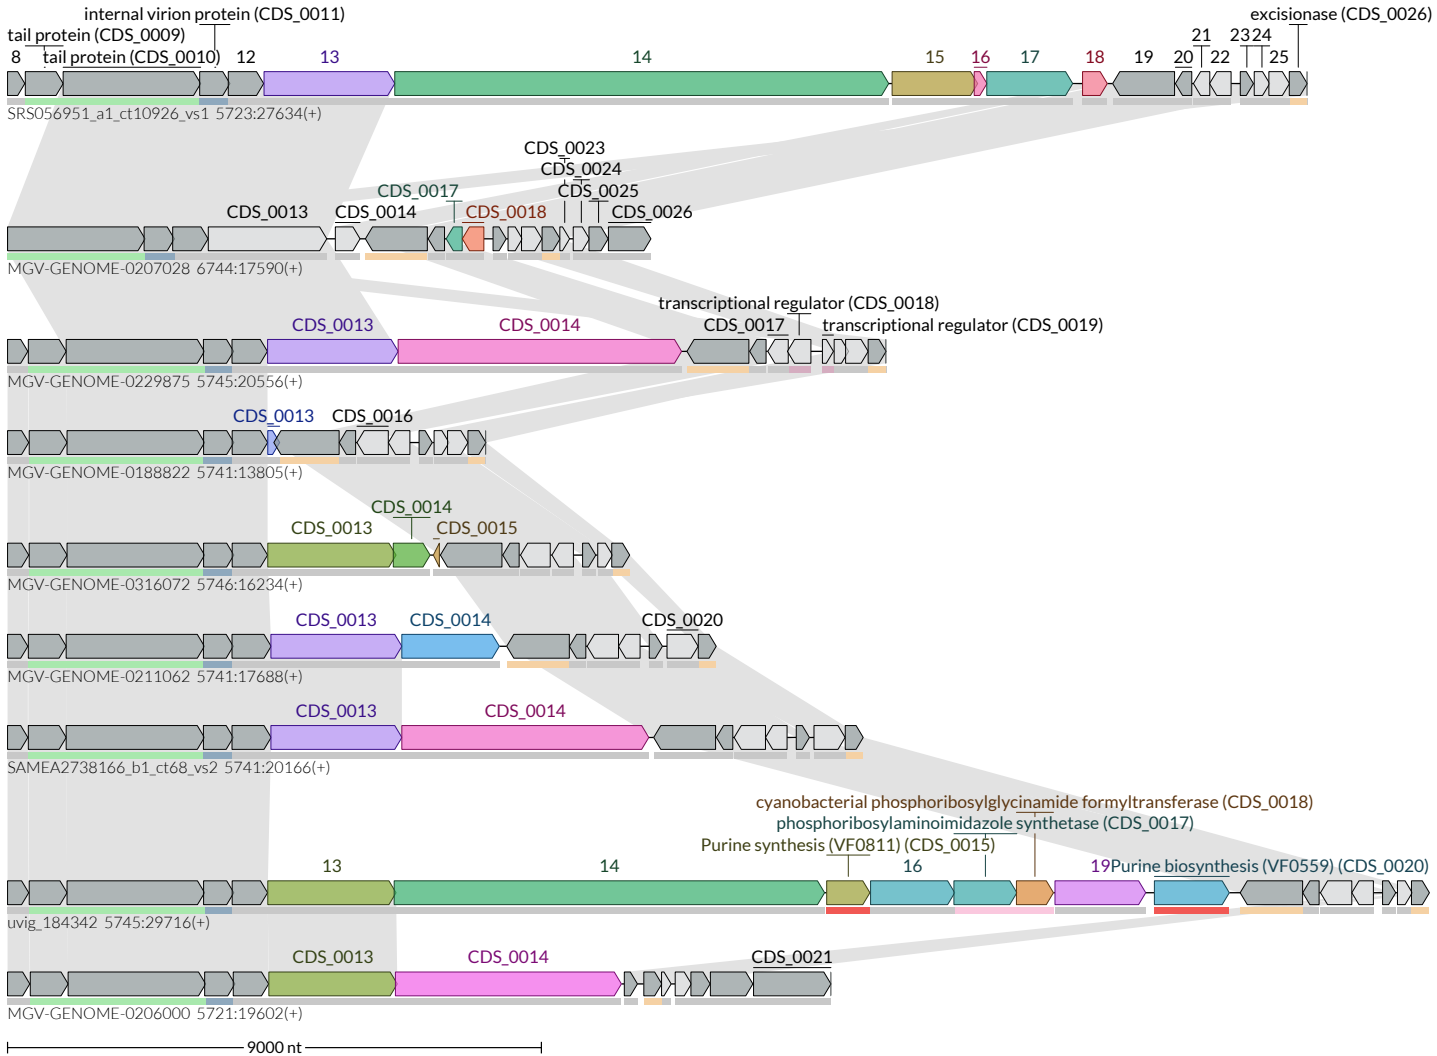 internal virion protein (CDS_0011)
excisionase (CDS_0026)
tail protein (CDS_0009)
21 23 24
8 tail protein (CDS_0010) 12 13 14 15 16 17 18 19 20 22 25
SRS056951_a1_ct10926_vs1 5723:27634(+)
CDS_0023
CDS_0024
CDS_0017 CDS_0025
CDS_0013 CDS_0014 CDS_0018 CDS_0026
MGV-GENOME-0207028 6744:17590(+)
transcriptional regulator (CDS_0018)
CDS_0013 CDS_0014 CDS_0017 transcriptional regulator (CDS_0019)
MGV-GENOME-0229875 5745:20556(+)
CDS_0013 CDS_0016
MGV-GENOME-0188822 5741:13805(+)
CDS_0014
CDS_0013 CDS_0015
MGV-GENOME-0316072 5746:16234(+)
CDS_0013 CDS_0014 CDS_0020
MGV-GENOME-0211062 5741:17688(+)
CDS_0013 CDS_0014
SAMEA2738166_b1_ct68_vs2 5741:20166(+)
cyanobacterial phosphoribosylglycinamide formyltransferase (CDS_0018)
phosphoribosylaminoimidazole synthetase (CDS_0017)
Purine synthesis (VF0811) (CDS_0015)
13 14 16 19 Purine biosynthesis (VF0559) (CDS_0020)
uvig_184342 5745:29716(+)
CDS_0013 CDS_0014 CDS_0021
MGV-GENOME-0206000 5721:19602(+)
9000 nt